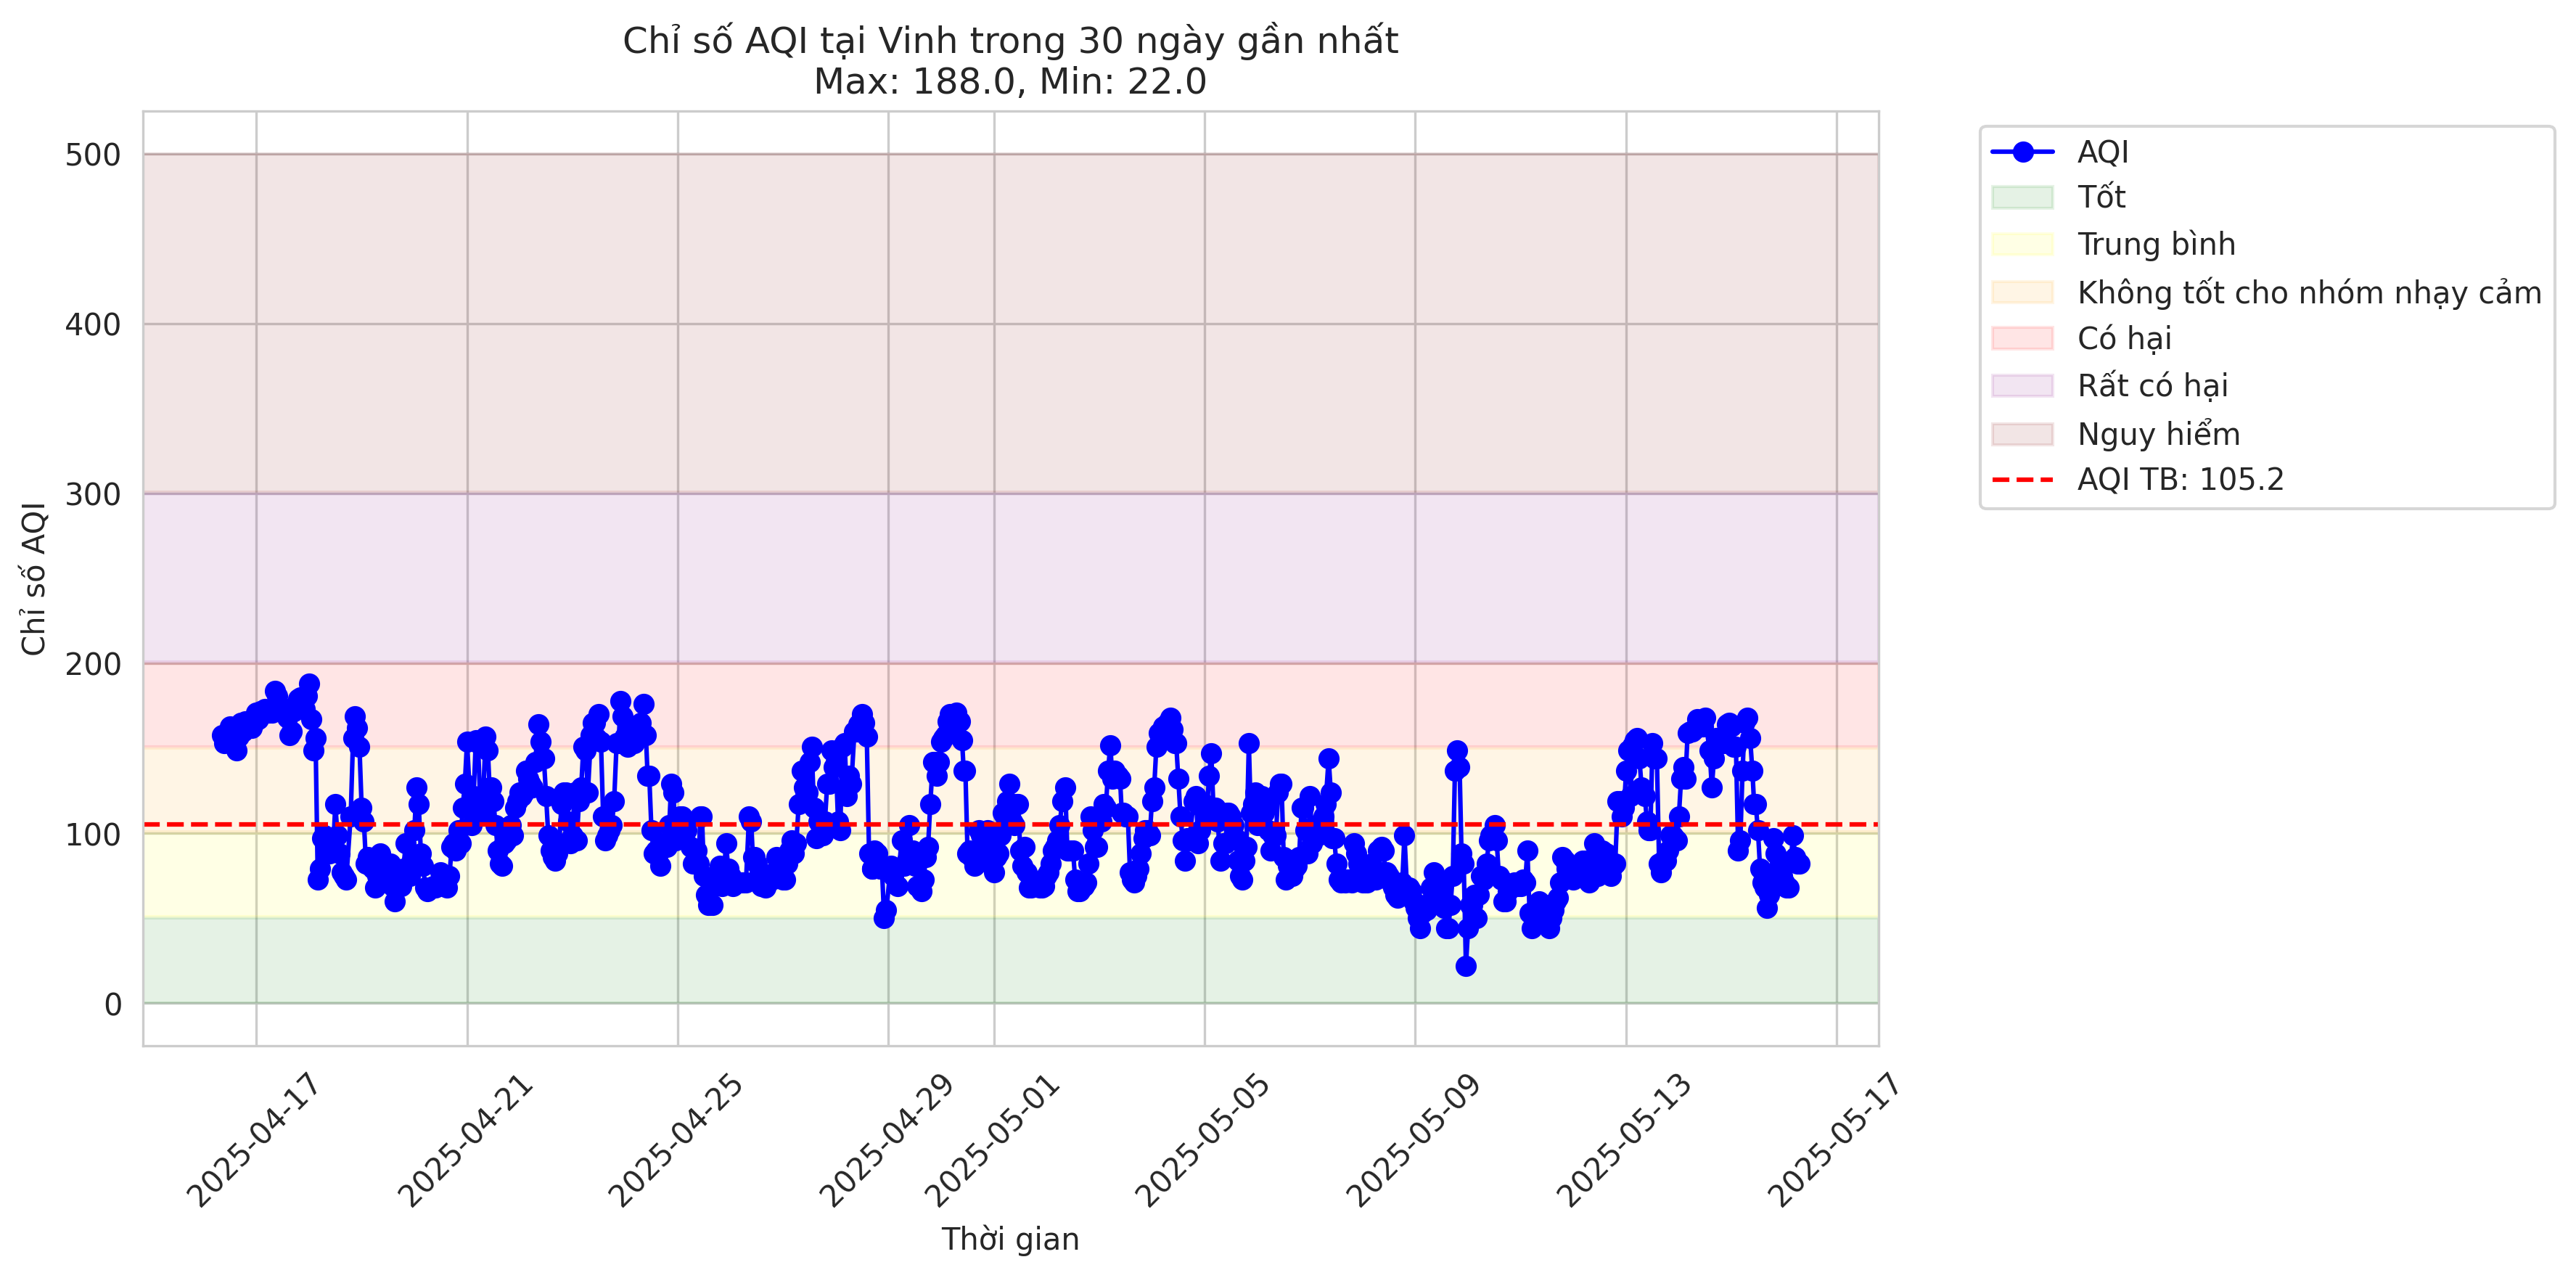 Chỉ số AQI tại Vinh trong 30 ngày gần nhất
Max: 188.0, Min: 22.0
Chỉ số AQI
500
400
300
200
100
0
2025-04-17
2025-04-21
2025-04-25
2025-04-29
2025-05-01
2025-05-05
2025-05-09
2025-05-13
2025-05-17
Thời gian
AQI
Tốt
Trung bình
Không tốt cho nhóm nhạy cảm
Có hại
Rất có hại
Nguy hiểm
AQI TB: 105.2